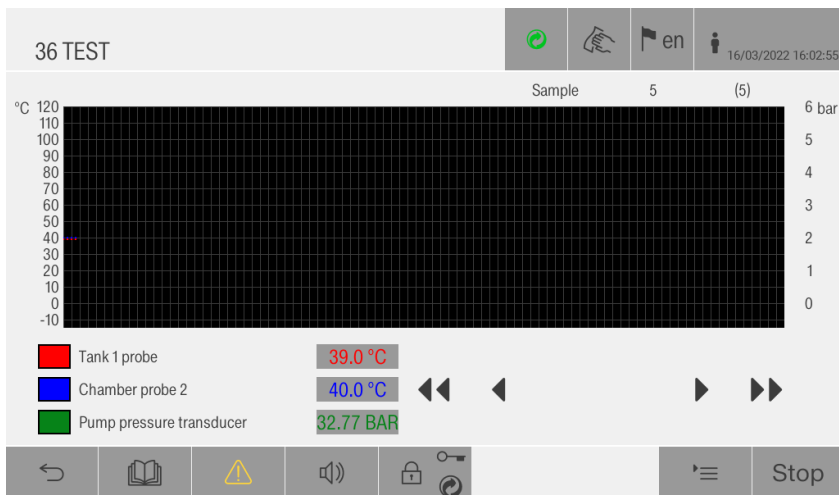 36 TEST
en
16/03/2022 16:02:55
Sample 5 (5)
°C 120 6 bar
110
100 5
90
80 4
70
60 3
50
40 2
30
20 1
10
0 0
-10
Tank 1 probe 39.0 °C
Chamber probe 2 40.0 °C
Pump pressure transducer 32.77 BAR
Stop